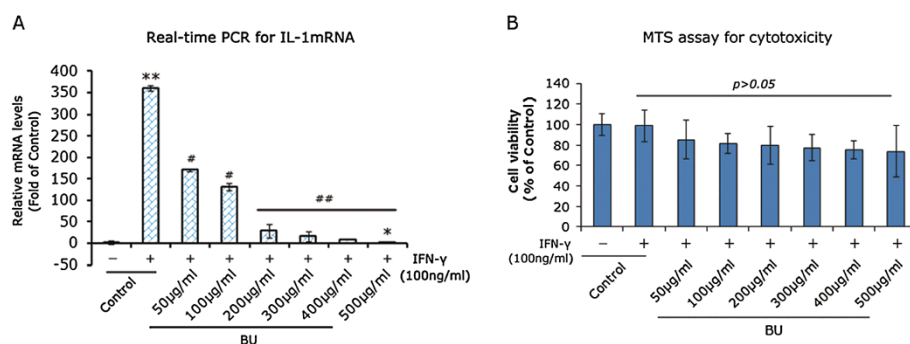 A
Real-time PCR for IL-1mRNA
Relative mRNA levels
(Fold of Control)
400
350
300
250
200
150
100
50
0
-50
**
#
#
##
*
– + + + + + + +
IFN-γ
(100ng/ml)
Control
50µg/ml
100µg/ml
200µg/ml
300µg/ml
400µg/ml
500µg/ml
BU
B
MTS assay for cytotoxicity
Cell viability
(% of Control)
140
120
100
80
60
40
20
0
p>0.05
IFN-γ
(100ng/ml)
– + + + + + + +
Control
50µg/ml
100µg/ml
200µg/ml
300µg/ml
400µg/ml
500µg/ml
BU